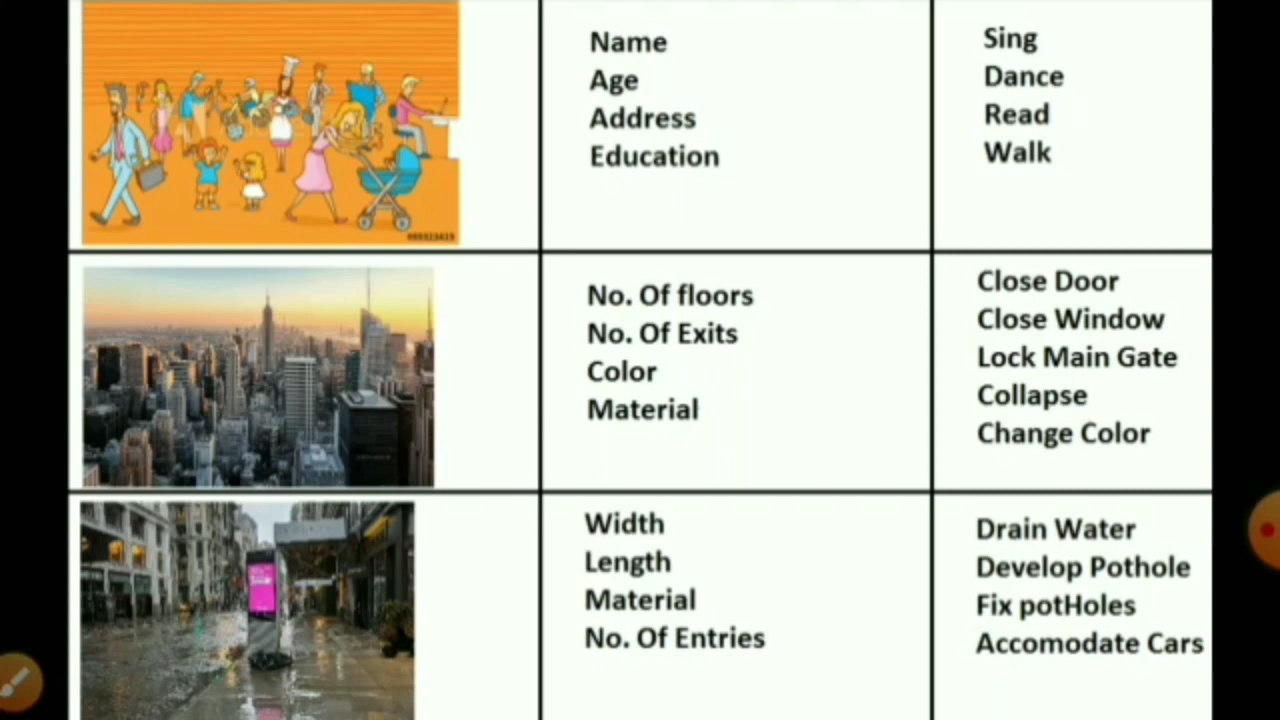 Name
Age
Address
Education
Sing
Dance
Read
Walk
No. Of floors
No. Of Exits
Color
Material
Close Door
Close Window
Lock Main Gate
Collapse
Change Color
Width
Length
Material
No. Of Entries
Drain Water
Develop Pothole
Fix potHoles
Accomodate Cars